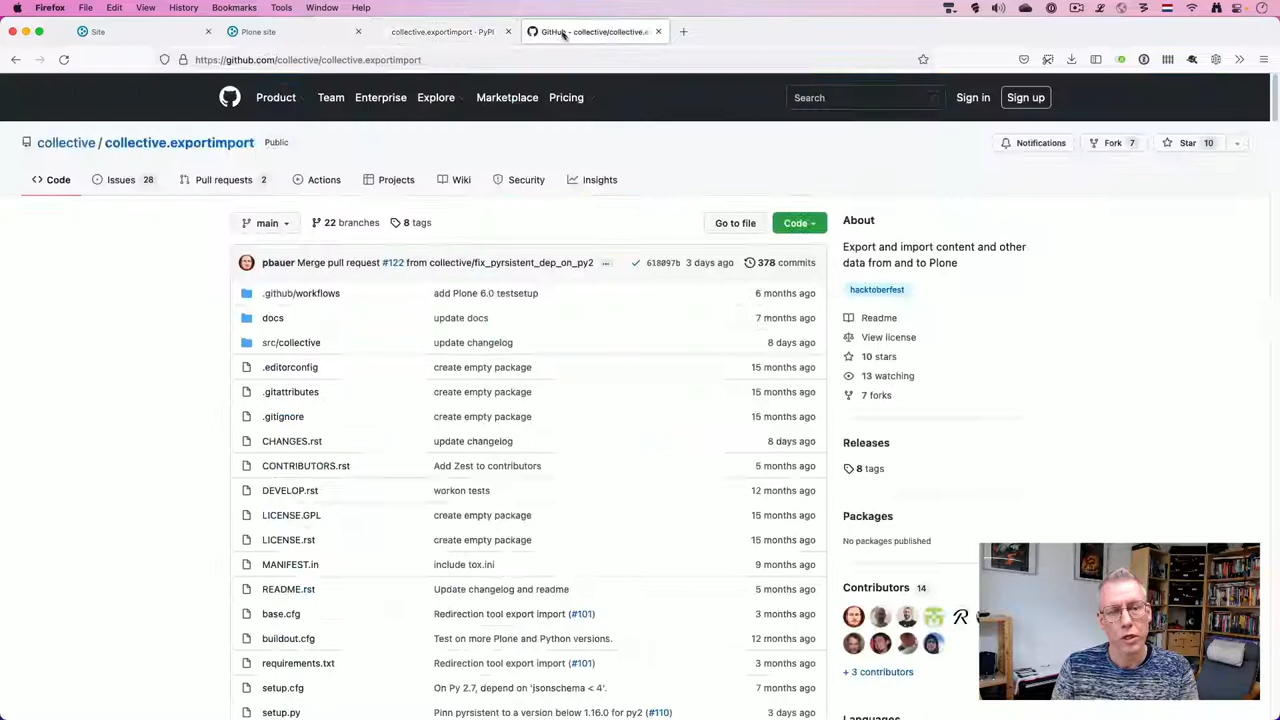 Firefox File Edit View History Bookmarks Tools Window Help
Site
Plone site
collective.exportimport · PyPI
GitHub - collective/collective.e
https://github.com/collective/collective.exportimport
Product Team Enterprise Explore Marketplace Pricing
Search
Sign in
Sign up
collective / collective.exportimport Public
Notifications
Fork 7
Star 10
Code
Issues 28
Pull requests 2
Actions
Projects
Wiki
Security
Insights
main
22 branches
8 tags
Go to file
Code
pbauer Merge pull request #122 from collective/fix_pyrsistent_dep_on_py2 ... 618097b 3 days ago 378 commits
.github/workflows add Plone 6.0 testsetup 6 months ago
docs update docs 7 months ago
src/collective update changelog 8 days ago
.editorconfig create empty package 15 months ago
.gitattributes create empty package 15 months ago
.gitignore create empty package 15 months ago
CHANGES.rst update changelog 8 days ago
CONTRIBUTORS.rst Add Zest to contributors 5 months ago
DEVELOP.rst workon tests 12 months ago
LICENSE.GPL create empty package 15 months ago
LICENSE.rst create empty package 15 months ago
MANIFEST.in include tox.ini 9 months ago
README.rst Update changelog and readme 5 months ago
base.cfg Redirection tool export import (#101) 3 months ago
buildout.cfg Test on more Plone and Python versions. 12 months ago
requirements.txt Redirection tool export import (#101) 3 months ago
setup.cfg On Py 2.7, depend on 'jsonschema < 4'. 7 months ago
setup.py Pinn pyrsistent to a version below 1.16.0 for py2 (#110) 3 days ago
About
Export and import content and other
data from and to Plone
hacktoberfest
Readme
View license
10 stars
13 watching
7 forks
Releases
8 tags
Packages
No packages published
Contributors 14
+ 3 contributors
Languages